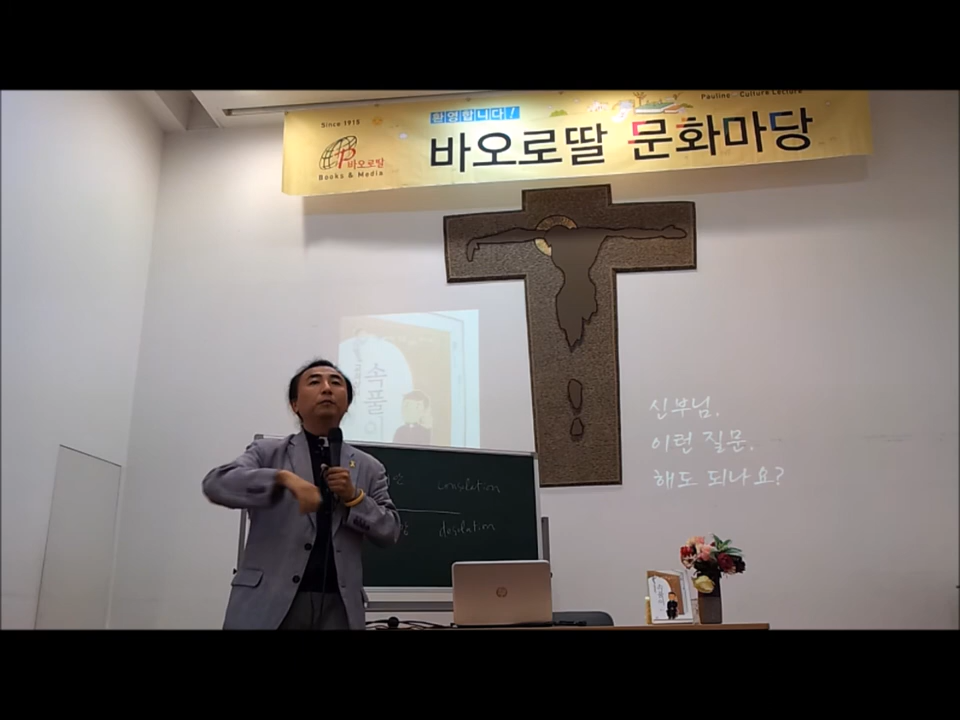 Since 1915
환영합니다!
Pauline Culture Lecture
바오로딸 문화마당
P바오로딸
Books & Media
속풀이
신부님,
이런 질문,
해도 되나요?
consolation
desolation
hp